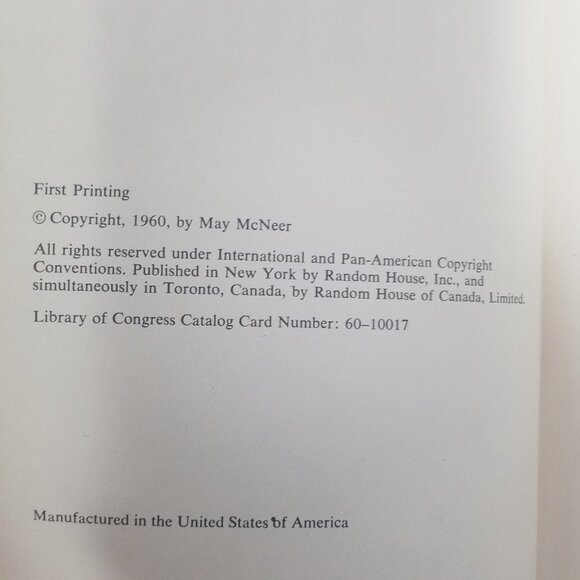 First Printing
© Copyright, 1960, by May McNeer
All rights reserved under International and Pan-American Copyright
Conventions. Published in New York by Random House, Inc., and
simultaneously in Toronto, Canada, by Random House of Canada, Limited.
Library of Congress Catalog Card Number: 60–10017
Manufactured in the United States of America